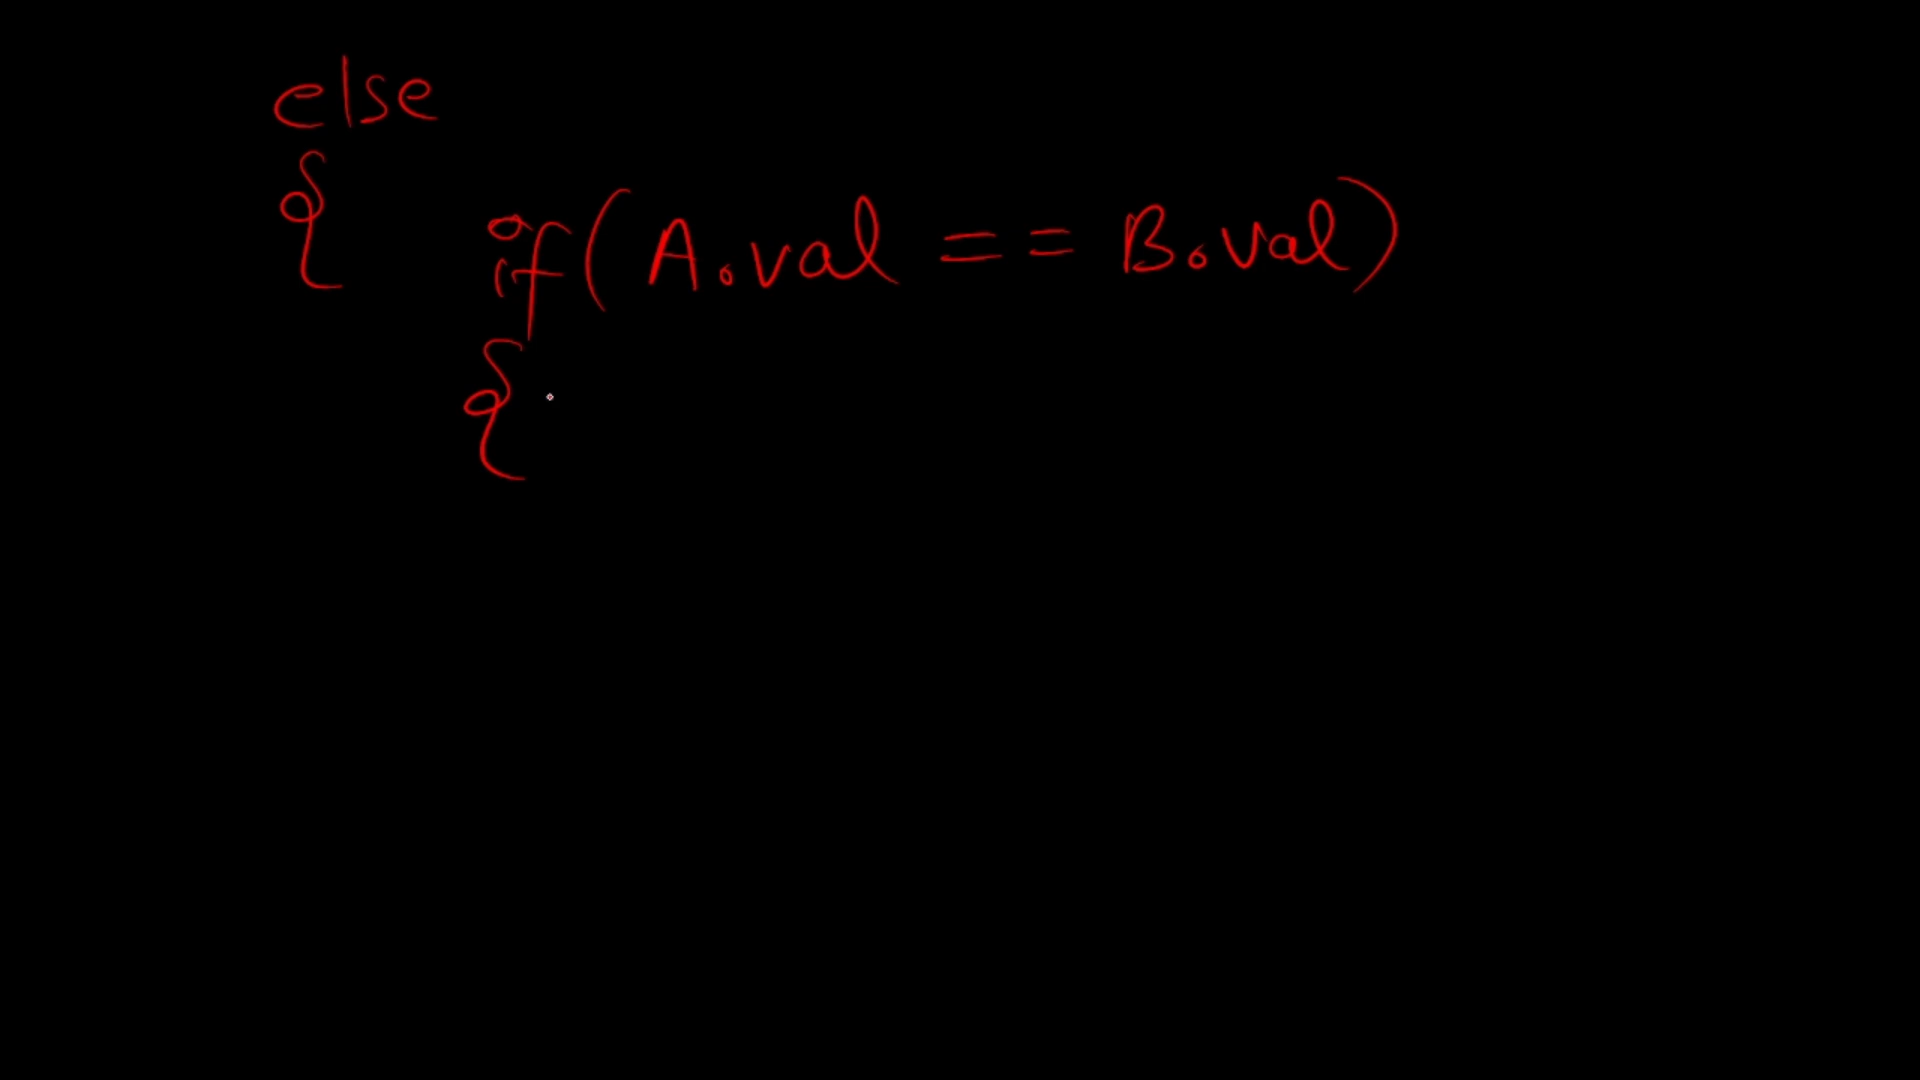 else
{
if(A.val == B.val)
{